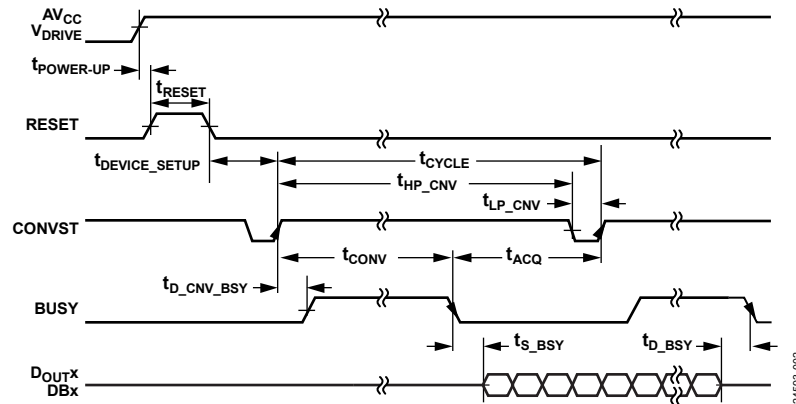 AVCC
VDRIVE
tPOWER-UP
tRESET
RESET
tDEVICE_SETUP
tCYCLE
tHP_CNV
tLP_CNV
CONVST
tCONV
tACQ
tD_CNV_BSY
BUSY
tS_BSY
tD_BSY
DOUTx
DBx